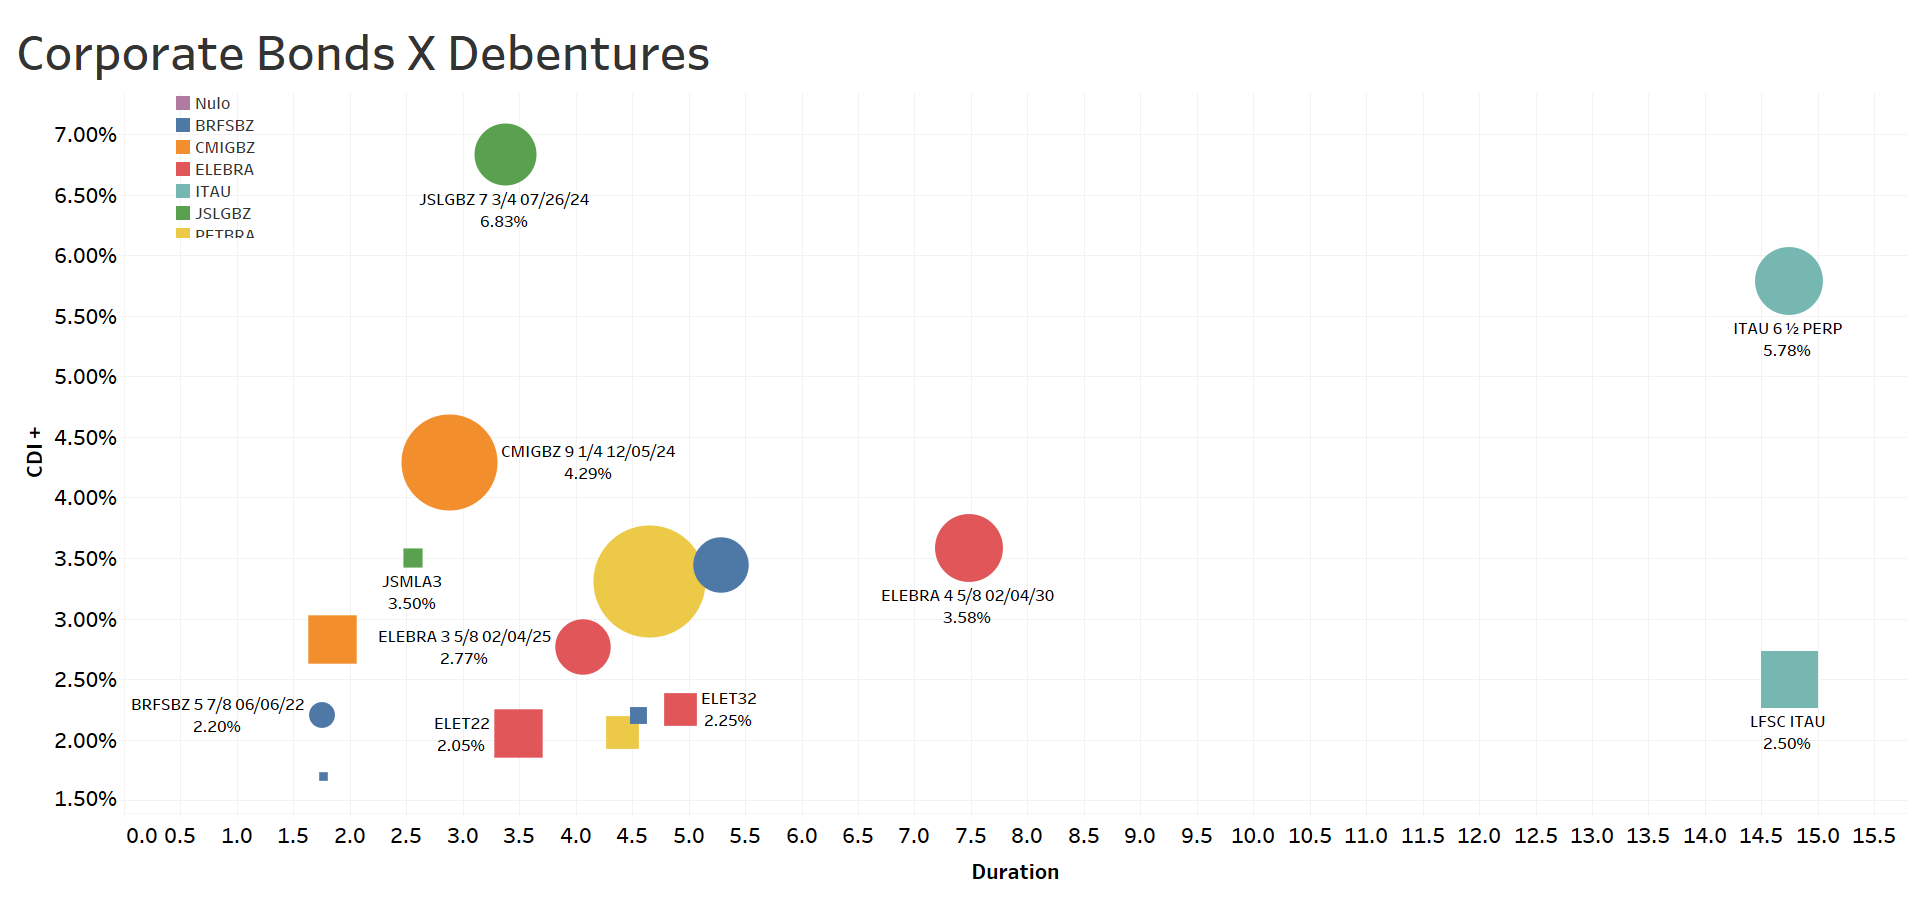 Corporate Bonds X Debentures
Nulo
BRFSBZ
CMIGBZ
ELEBRA
ITAU
JSLGBZ
PETBRA
7.00%
6.50%
6.00%
5.50%
5.00%
4.50%
4.00%
3.50%
3.00%
2.50%
2.00%
1.50%
CDI +
JSLGBZ 7 3/4 07/26/24
6.83%
ITAU 6 ½ PERP
5.78%
CMIGBZ 9 1/4 12/05/24
4.29%
JSMLA3
3.50%
ELEBRA 4 5/8 02/04/30
3.58%
ELEBRA 3 5/8 02/04/25
2.77%
BRFSBZ 5 7/8 06/06/22
2.20%
ELET22
2.05%
ELET32
2.25%
LFSC ITAU
2.50%
0.0 0.5 1.0 1.5 2.0 2.5 3.0 3.5 4.0 4.5 5.0 5.5 6.0 6.5 7.0 7.5 8.0 8.5 9.0 9.5 10.0 10.5 11.0 11.5 12.0 12.5 13.0 13.5 14.0 14.5 15.0 15.5
Duration